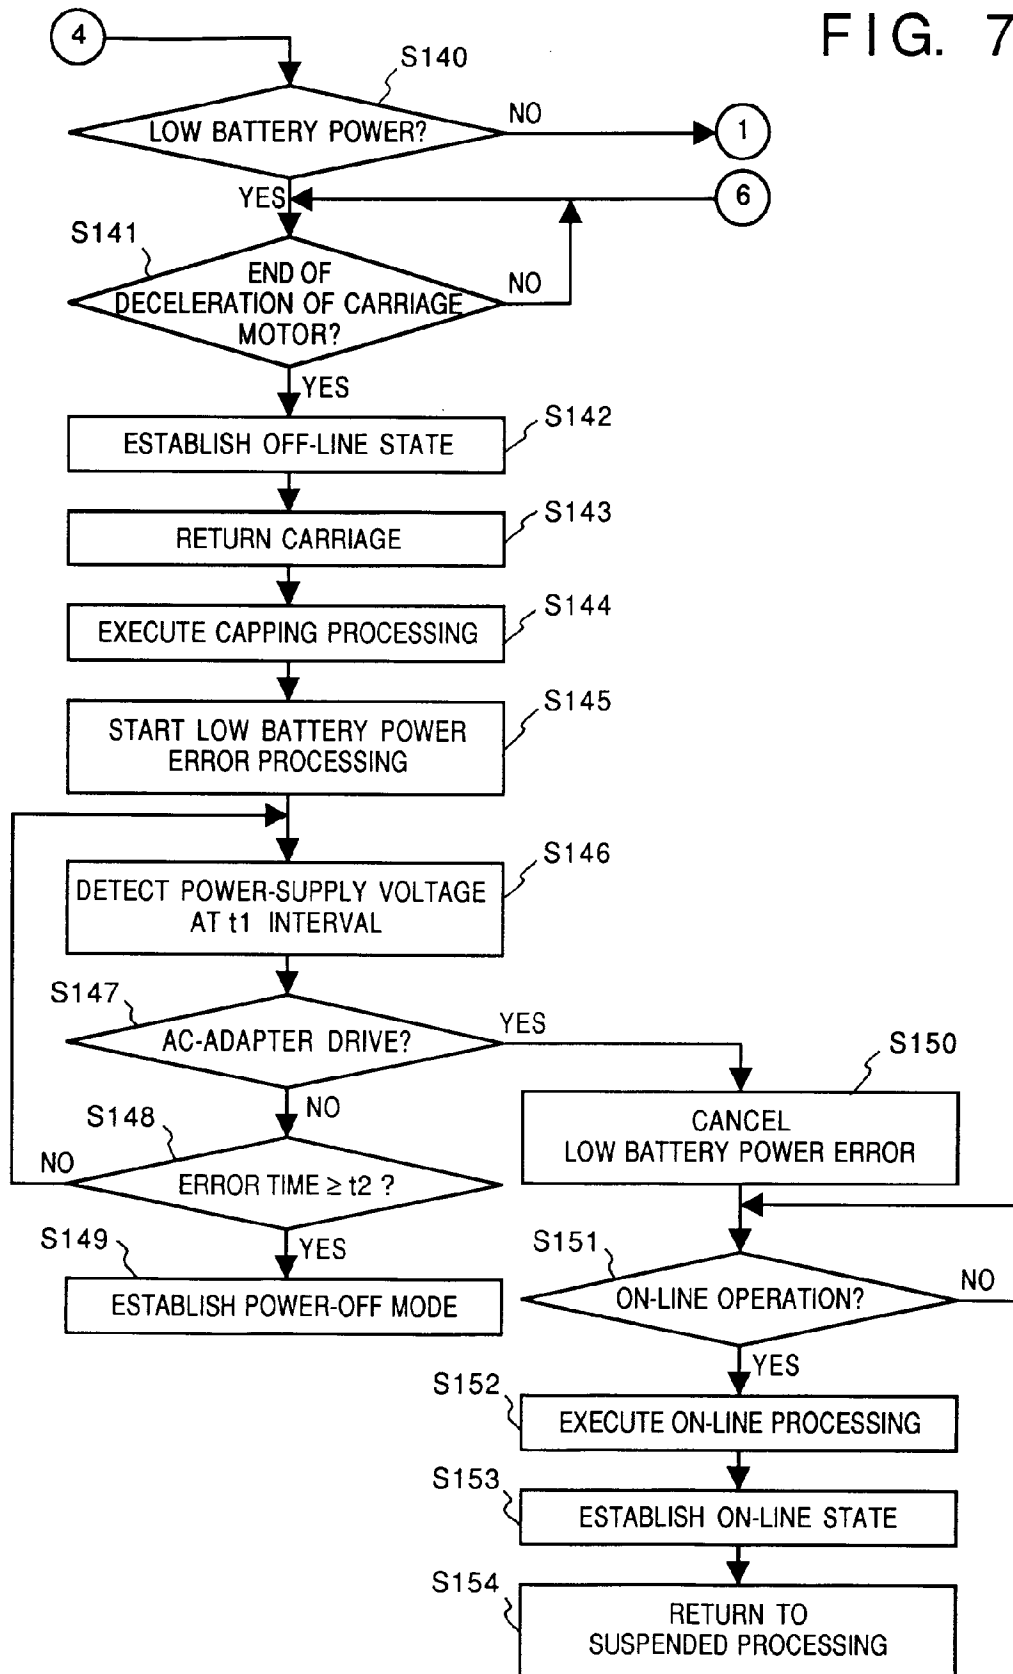 FIG. 7
4
S140
LOW BATTERY POWER?
NO
1
YES
6
S141
END OF
DECELERATION OF CARRIAGE
MOTOR?
NO
YES
S142
ESTABLISH OFF-LINE STATE
S143
RETURN CARRIAGE
S144
EXECUTE CAPPING PROCESSING
S145
START LOW BATTERY POWER
ERROR PROCESSING
S146
DETECT POWER-SUPPLY VOLTAGE
AT t1 INTERVAL
S147
AC-ADAPTER DRIVE?
YES
NO
S148
ERROR TIME ≥ t2 ?
NO
YES
S149
ESTABLISH POWER-OFF MODE
S150
CANCEL
LOW BATTERY POWER ERROR
S151
ON-LINE OPERATION?
NO
YES
S152
EXECUTE ON-LINE PROCESSING
S153
ESTABLISH ON-LINE STATE
S154
RETURN TO
SUSPENDED PROCESSING